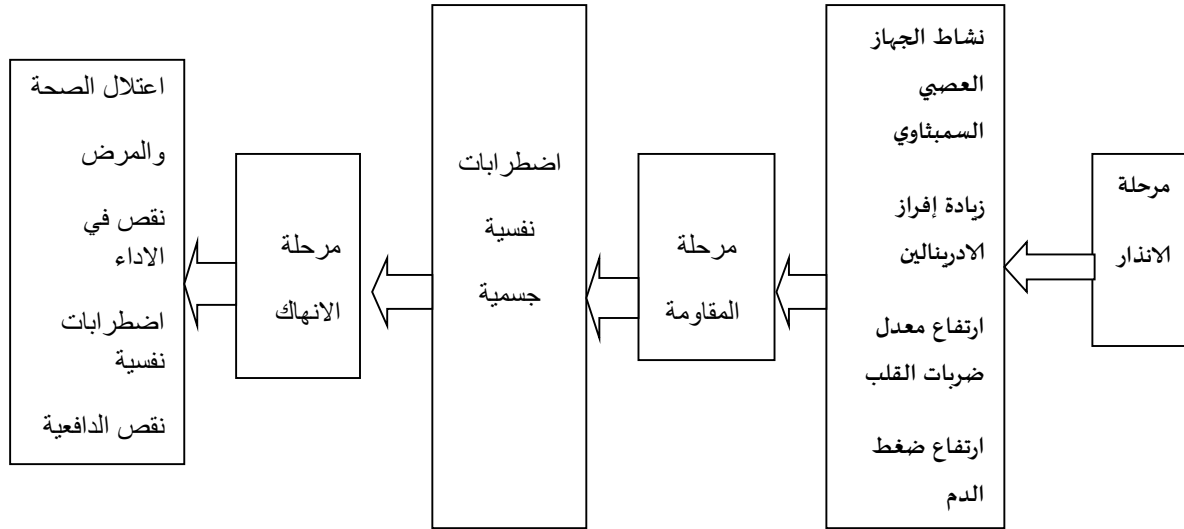 مرحلة
الانذار
نشاط الجهاز
العصبي
السمبثاوي
زيادة إفراز
الادرينالين
ارتفاع معدل
ضربات القلب
ارتفاع ضغط
الدم
مرحلة
المقاومة
اضطرابات
نفسية
جسمية
مرحلة
الانهاك
اعتلال الصحة
والمرض
نقص في
الاداء
اضطرابات
نفسية
نقص الدافعية